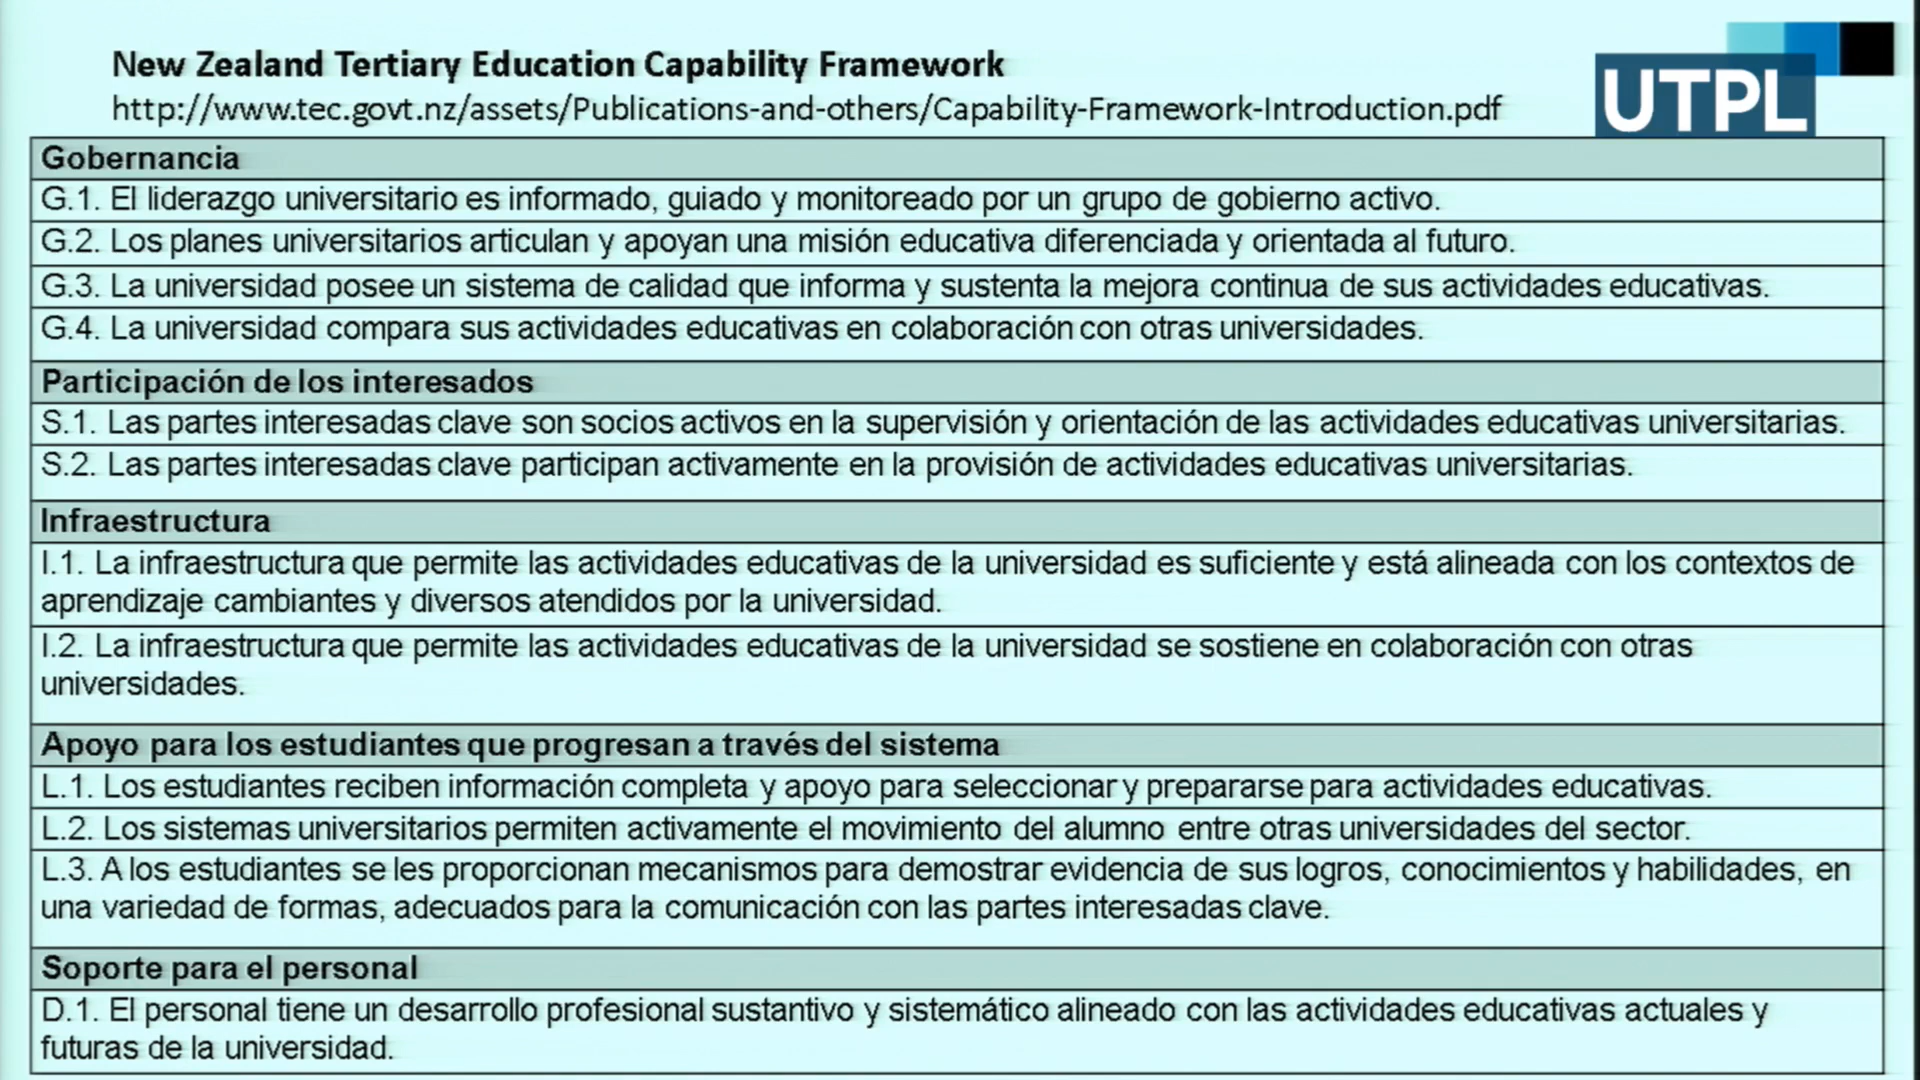 New Zealand Tertiary Education Capability Framework
http://www.tec.govt.nz/assets/Publications-and-others/Capability-Framework-Introduction.pdf
UTPL
Gobernancia
G.1. El liderazgo universitario es informado, guiado y monitoreado por un grupo de gobierno activo.
G.2. Los planes universitarios articulan y apoyan una misión educativa diferenciada y orientada al futuro.
G.3. La universidad posee un sistema de calidad que informa y sustenta la mejora continua de sus actividades educativas.
G.4. La universidad compara sus actividades educativas en colaboración con otras universidades.
Participación de los interesados
S.1. Las partes interesadas clave son socios activos en la supervisión y orientación de las actividades educativas universitarias.
S.2. Las partes interesadas clave participan activamente en la provisión de actividades educativas universitarias.
Infraestructura
I.1. La infraestructura que permite las actividades educativas de la universidad es suficiente y está alineada con los contextos de
aprendizaje cambiantes y diversos atendidos por la universidad.
I.2. La infraestructura que permite las actividades educativas de la universidad se sostiene en colaboración con otras
universidades.
Apoyo para los estudiantes que progresan a través del sistema
L.1. Los estudiantes reciben información completa y apoyo para seleccionar y prepararse para actividades educativas.
L.2. Los sistemas universitarios permiten activamente el movimiento del alumno entre otras universidades del sector.
L.3. A los estudiantes se les proporcionan mecanismos para demostrar evidencia de sus logros, conocimientos y habilidades, en
una variedad de formas, adecuados para la comunicación con las partes interesadas clave.
Soporte para el personal
D.1. El personal tiene un desarrollo profesional sustantivo y sistemático alineado con las actividades educativas actuales y
futuras de la universidad.